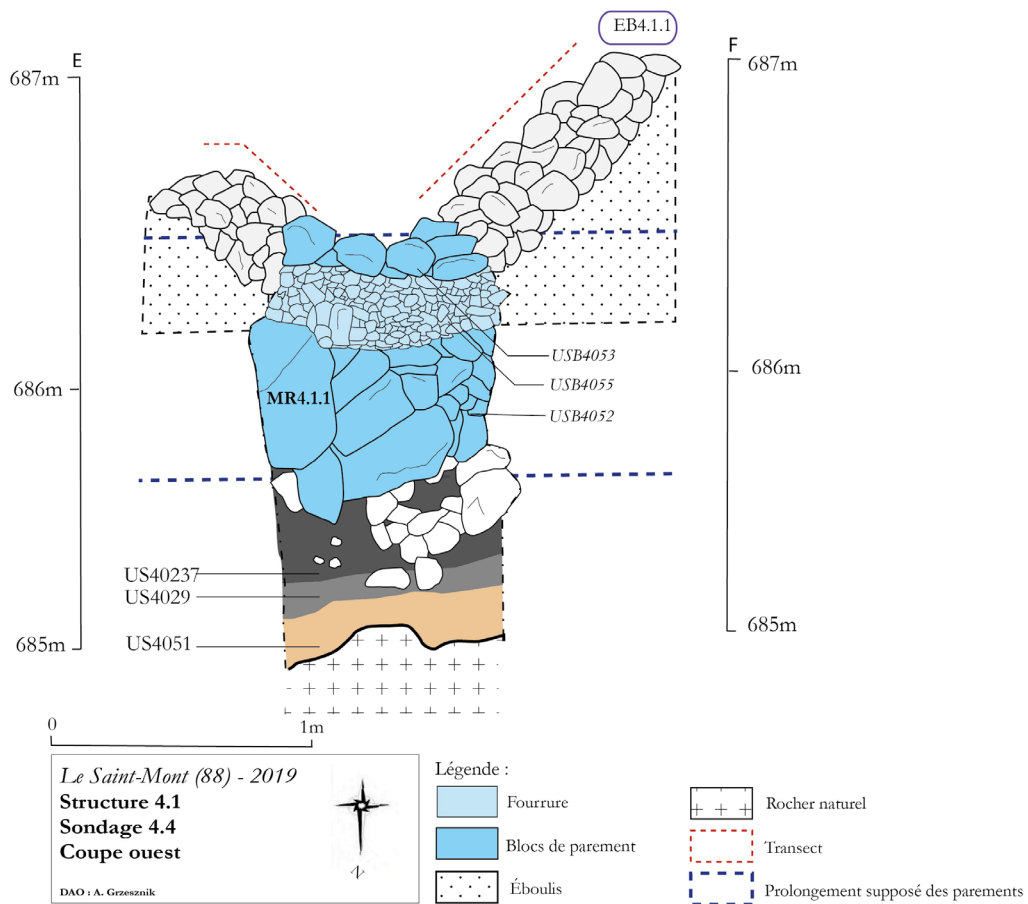 EB4.1.1
E
F
687m
687m
USB4053
686m
686m
USB4055
MR4.1.1
USB4052
US40237
US4029
685m
US4051
685m
0
1m
Le Saint-Mont (88) - 2019
Structure 4.1
Sondage 4.4
Coupe ouest
DAO : A. Grzesznik
N
Légende :
Fourrure
Blocs de parement
Éboulis
Rocher naturel
Transect
Prolongement supposé des parements